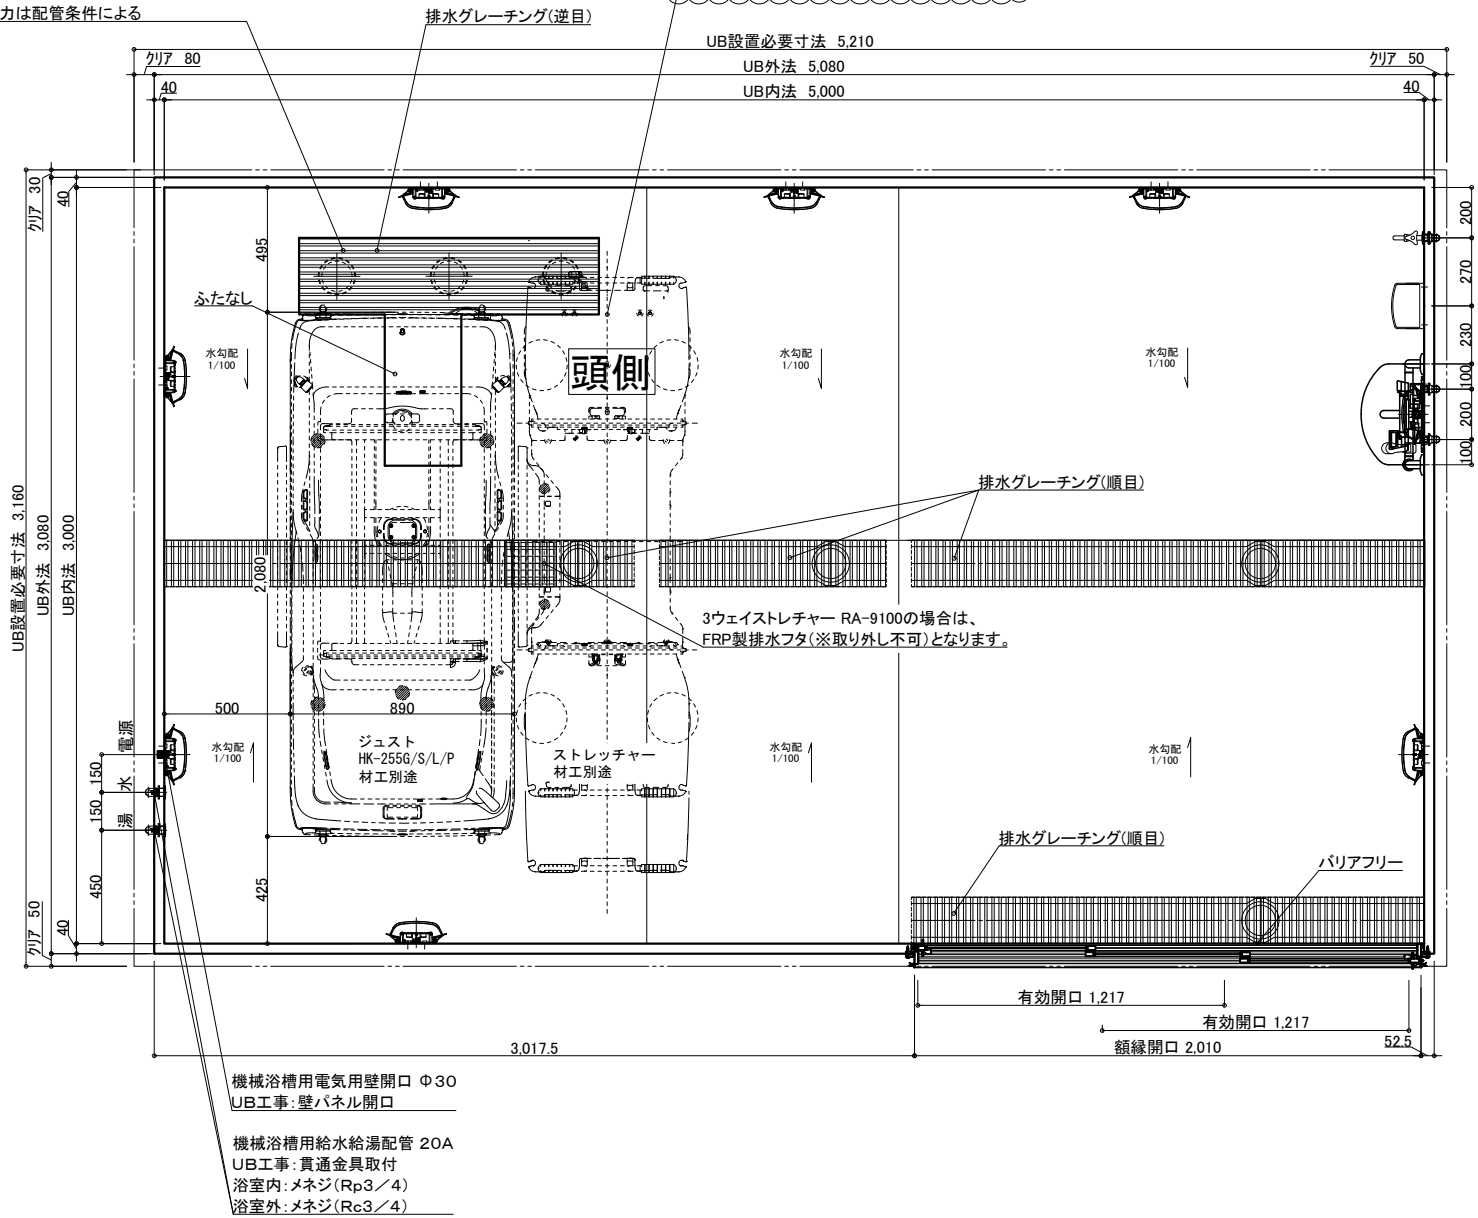 力は配管条件による
排水グレーチング(逆目)
UB設置必要寸法 5,210
クリア 80
UB外法 5,080
クリア 50
40
UB内法 5,000
40
クリア 30
40
495
ふたなし
水勾配
1/100
頭側
水勾配
1/100
水勾配
1/100
200
270
230
100
200
100
排水グレーチング(順目)
UB設置必要寸法 3,160
UB外法 3,080
UB内法 3,000
2,080
3ウェイストレチャー RA-9100の場合は、
FRP製排水フタ(※取り外し不可)となります。
500
890
電源
水
湯
150
150
450
水勾配
1/100
ジュスト
HK-255G/S/L/P
材工別途
ストレッチャー
材工別途
水勾配
1/100
水勾配
1/100
排水グレーチング(順目)
バリアフリー
425
クリア 50
40
有効開口 1,217
有効開口 1,217
3,017.5
額縁開口 2,010
52.5
機械浴槽用電気用壁開口 Φ30
UB工事:壁パネル開口
機械浴槽用給水給湯配管 20A
UB工事:貫通金具取付
浴室内:メネジ(Rp3／4)
浴室外:メネジ(Rc3／4)